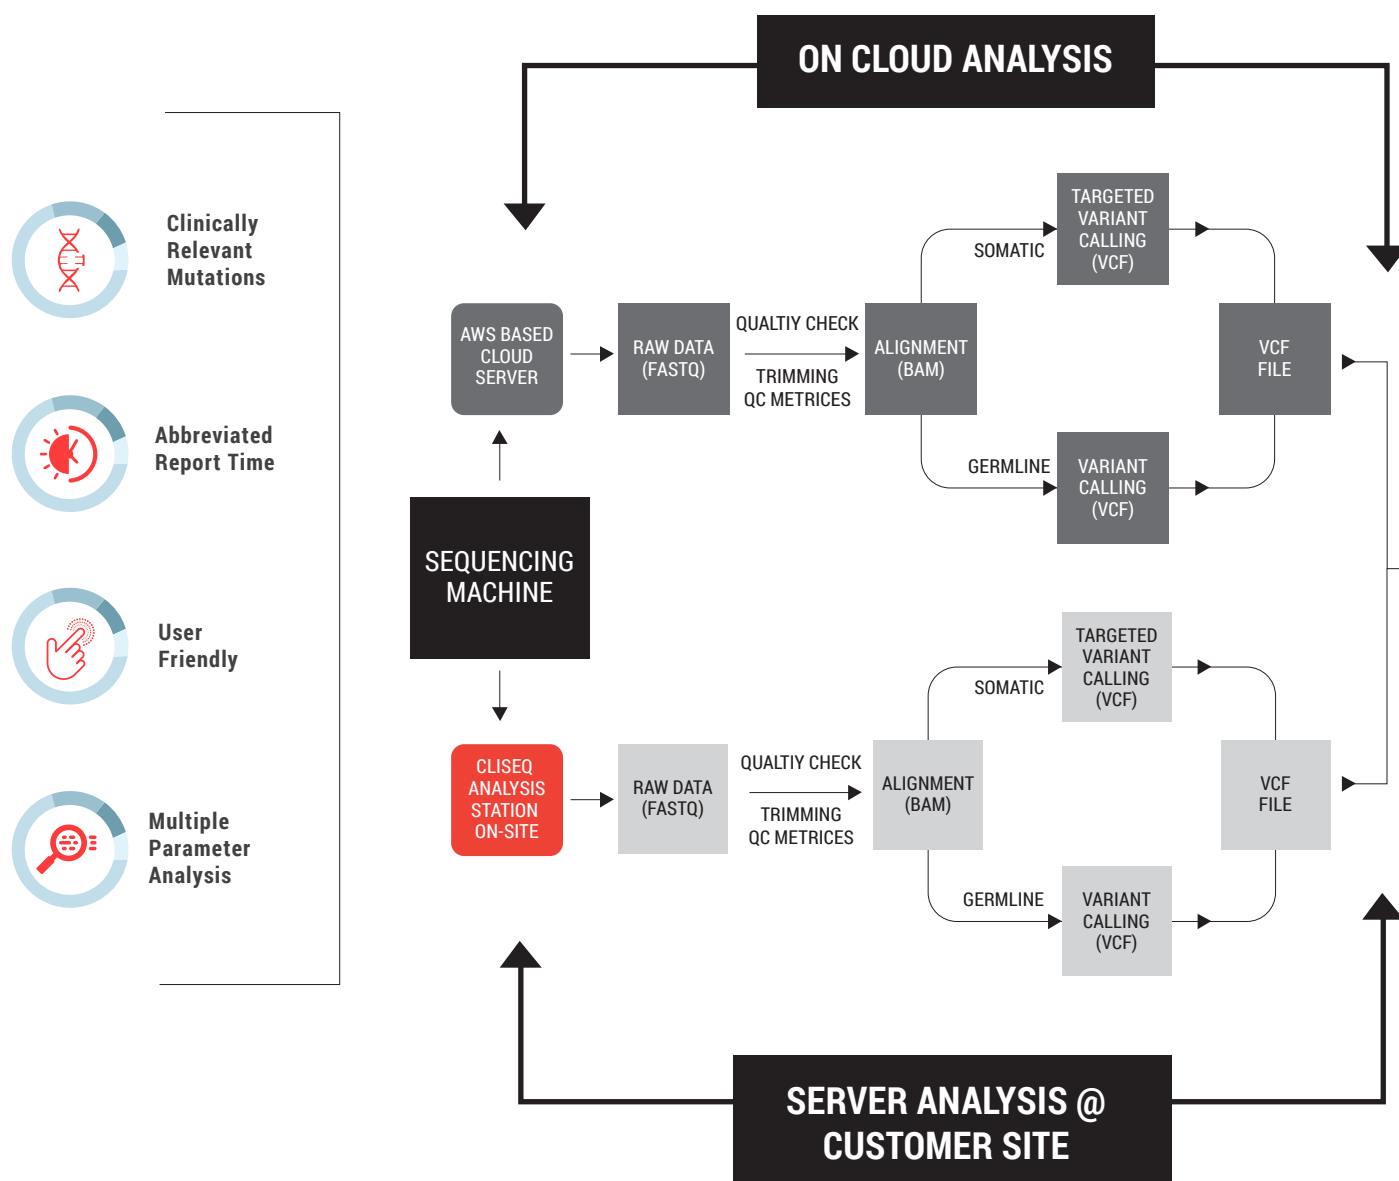 ON CLOUD ANALYSIS
Clinically
Relevant
Mutations
Abbreviated
Report Time
User
Friendly
Multiple
Parameter
Analysis
AWS BASED
CLOUD
SERVER
RAW DATA
(FASTQ)
QUALTIY CHECK
TRIMMING
QC METRICES
ALIGNMENT
(BAM)
SOMATIC
TARGETED
VARIANT
CALLING
(VCF)
GERMLINE
VARIANT
CALLING
(VCF)
VCF
FILE
SEQUENCING
MACHINE
CLISEQ
ANALYSIS
STATION
ON-SITE
RAW DATA
(FASTQ)
QUALTIY CHECK
TRIMMING
QC METRICES
ALIGNMENT
(BAM)
SOMATIC
TARGETED
VARIANT
CALLING
(VCF)
GERMLINE
VARIANT
CALLING
(VCF)
VCF
FILE
SERVER ANALYSIS @
CUSTOMER SITE